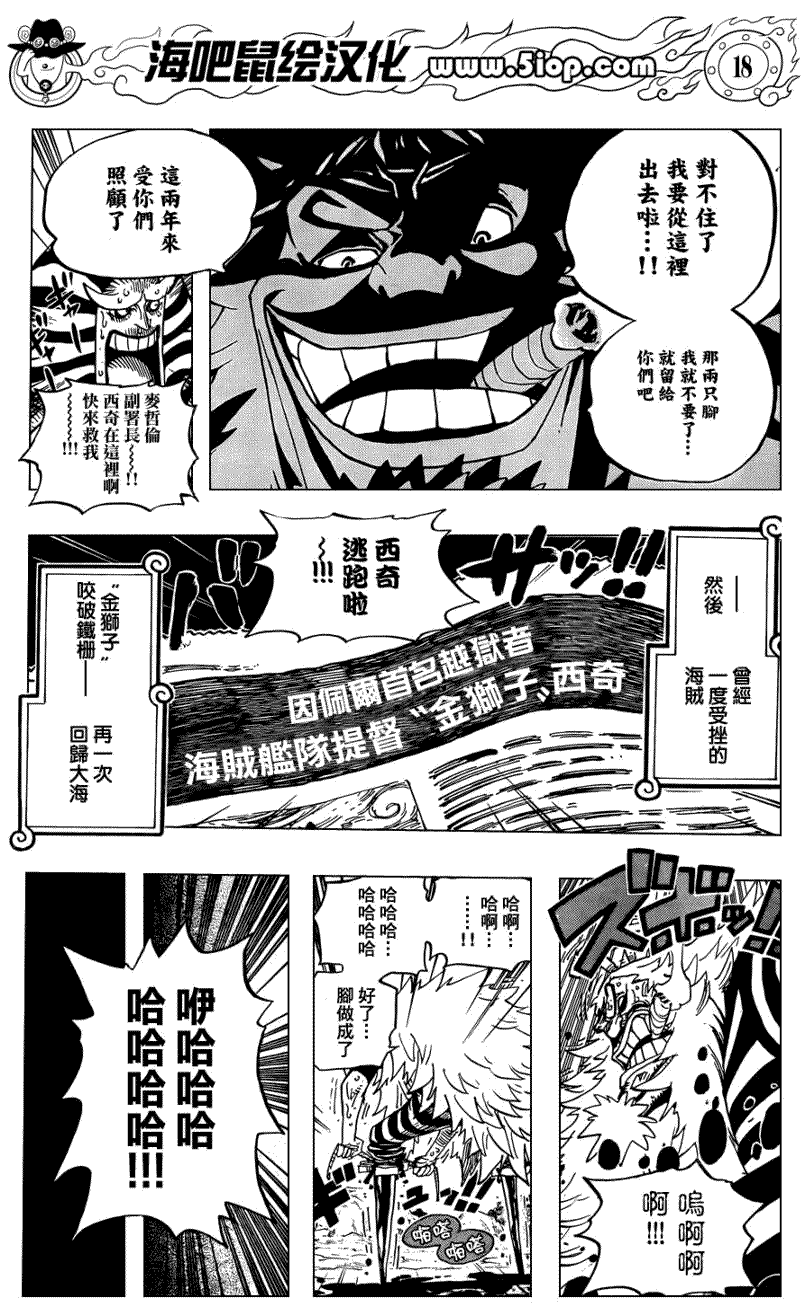 海吧鼠绘汉化 www.5iop.com
18
對不住了
我要從這裡
出去啦…!!
那兩只腳
我就不要了…
就留給
你們吧
這兩年來
受你們
照顧了
麥哲倫
副署長～～!!
西奇在這裡啊
快來救我
～～～!!!
——
然後
曾經
一度受挫的
海賊
ザッ!!
西奇
逃跑啦
～!!!
因佩爾首名越獄者
海賊艦隊提督〝金獅子〞西奇
〝金獅子〞
咬破鐵柵——
再一次
回歸大海
ズボッ!!
嗚啊啊
啊!!!
哈啊…
哈啊…
……!!
哈哈哈…
哈哈哈哈
好了…
腳做成了
啪嗒
啪嗒
咿哈哈哈
哈哈哈哈!!!